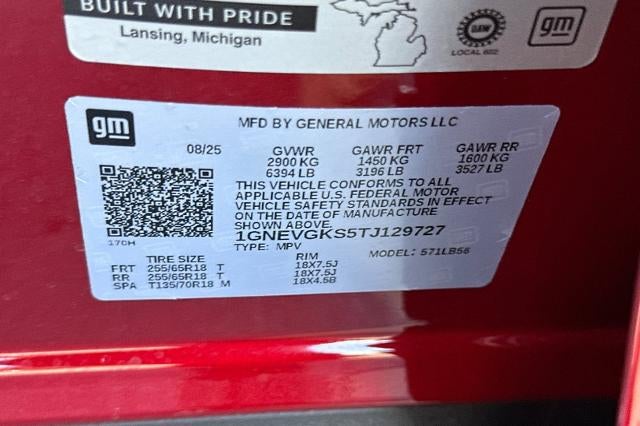 BUILT WITH PRIDE
Lansing, Michigan
UAW
LOCAL 602
gm
gm
MFD BY GENERAL MOTORS LLC
08/25 GVWR GAWR FRT GAWR RR
2900 KG 1450 KG 1600 KG
6394 LB 3196 LB 3527 LB
THIS VEHICLE CONFORMS TO ALL
APPLICABLE U.S. FEDERAL MOTOR
VEHICLE SAFETY STANDARDS IN EFFECT
ON THE DATE OF MANUFACTURE
SHOWN ABOVE.
170H 1GNEVGKS5TJ129727
TYPE: MPV MODEL: 571LB56
TIRE SIZE RIM
FRT 255/65R18 T 18X7.5J
RR 255/65R18 T 18X7.5J
SPA T135/70R18 M 18X4.5B